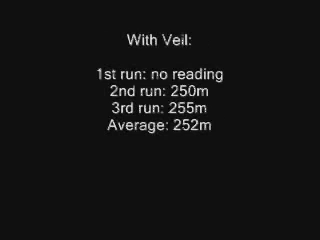 With Veil:
1st run: no reading
2nd run: 250m
3rd run: 255m
Average: 252m